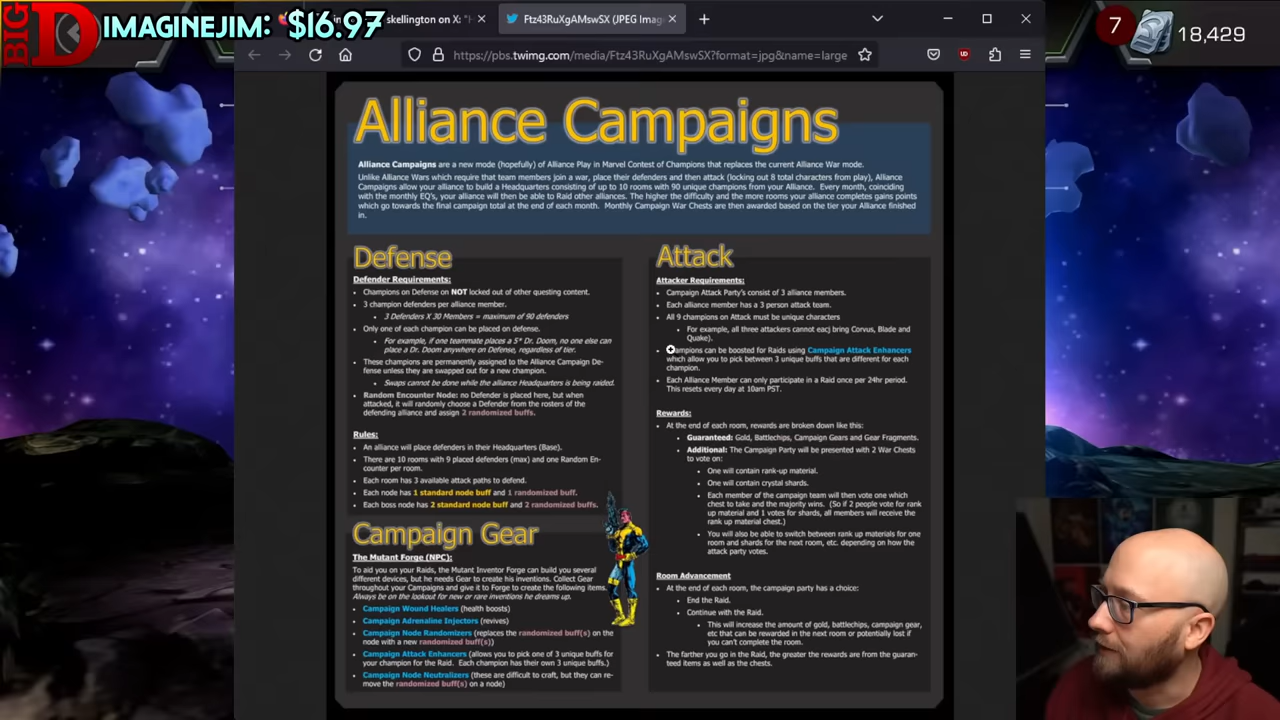 BIG D
IMAGINEJIM: $16.97
skellington on X: "
Ftz43RuXgAMwsSX (JPEG Imag
7
18,429
https://pbs.twimg.com/media/Ftz43RuXgAMwsSX?format=jpg&name=large
Alliance Campaigns
Alliance Campaigns are a new mode (hopefully) of Alliance Play in Marvel Contest of Champions that replaces the current Alliance War mode.
Unlike Alliance Wars which require that team members join a war, place their defenders and then attack (locking out 8 total characters from play), Alliance
Campaigns allow your alliance to build a Headquarters consisting of up to 10 rooms with 90 unique champions from your Alliance. Every month, coinciding
with the monthly EQ's, your alliance will then be able to Raid other alliances. The higher the difficulty and the more rooms your alliance completes gains points
which go towards the final campaign total at the end of each month. Monthly Campaign War Chests are then awarded based on the tier your Alliance finished
in.
Defense
Defender Requirements:
• Champions on Defense on NOT locked out of other questing content.
• 3 champion defenders per alliance member.
• 3 Defenders X 30 Members = maximum of 90 defenders
• Only one of each champion can be placed on defense.
• For example, if one teammate places a 5* Dr. Doom, no one else can
place a Dr. Doom anywhere on Defense, regardless of tier.
• These champions are permanently assigned to the Alliance Campaign De-
fense unless they are swapped out for a new champion.
• Swaps cannot be done while the alliance Headquarters is being raided.
• Random Encounter Node: no Defender is placed here, but when
attacked, it will randomly choose a Defender from the rosters of the
defending alliance and assign 2 randomized buffs.
Rules:
• An alliance will place defenders in their Headquarters (Base).
• There are 10 rooms with 9 placed defenders (max) and one Random En-
counter per room.
• Each room has 3 available attack paths to defend.
• Each node has 1 standard node buff and 1 randomized buff.
• Each boss node has 2 standard node buff and 2 randomized buffs.
Campaign Gear
The Mutant Forge (NPC):
To aid you on your Raids, the Mutant Inventor Forge can build you several
different devices, but he needs Gear to create his inventions. Collect Gear
throughout your Campaigns and give it to Forge to create the following items.
Always be on the lookout for new or rare inventions he dreams up.
• Campaign Wound Healers (health boosts)
• Campaign Adrenaline Injectors (revives)
• Campaign Node Randomizers (replaces the randomized buff(s) on the
node with a new randomized buff(s))
• Campaign Attack Enhancers (allows you to pick one of 3 unique buffs for
your champion for the Raid. Each champion has their own 3 unique buffs.)
• Campaign Node Neutralizers (these are difficult to craft, but they can re-
move the randomized buff(s) on a node)
Attack
Attacker Requirements:
• Campaign Attack Party's consist of 3 alliance members.
• Each alliance member has a 3 person attack team.
• All 9 champions on Attack must be unique characters
• For example, all three attackers cannot eacj bring Corvus, Blade and
Quake).
• ampions can be boosted for Raids using Campaign Attack Enhancers
which allow you to pick between 3 unique buffs that are different for each
champion.
• Each Alliance Member can only participate in a Raid once per 24hr period.
This resets every day at 10am PST.
Rewards:
• At the end of each room, rewards are broken down like this:
• Guaranteed: Gold, Battlechips, Campaign Gears and Gear Fragments.
• Additional: The Campaign Party will be presented with 2 War Chests
to vote on:
• One will contain rank-up material.
• One will contain crystal shards.
• Each member of the campaign team will then vote one which
chest to take and the majority wins. (So if 2 people vote for rank
up material and 1 votes for shards, all members will receive the
rank up material chest.)
• You will also be able to switch between rank up materials for one
room and shards for the next room, etc. depending on how the
attack party votes.
Room Advancement
• At the end of each room, the campaign party has a choice:
• End the Raid.
• Continue with the Raid.
• This will increase the amount of gold, battlechips, campaign gear,
etc that can be rewarded in the next room or potentially lost if
you can't complete the room.
• The farther you go in the Raid, the greater the rewards are from the guaran-
teed items as well as the chests.